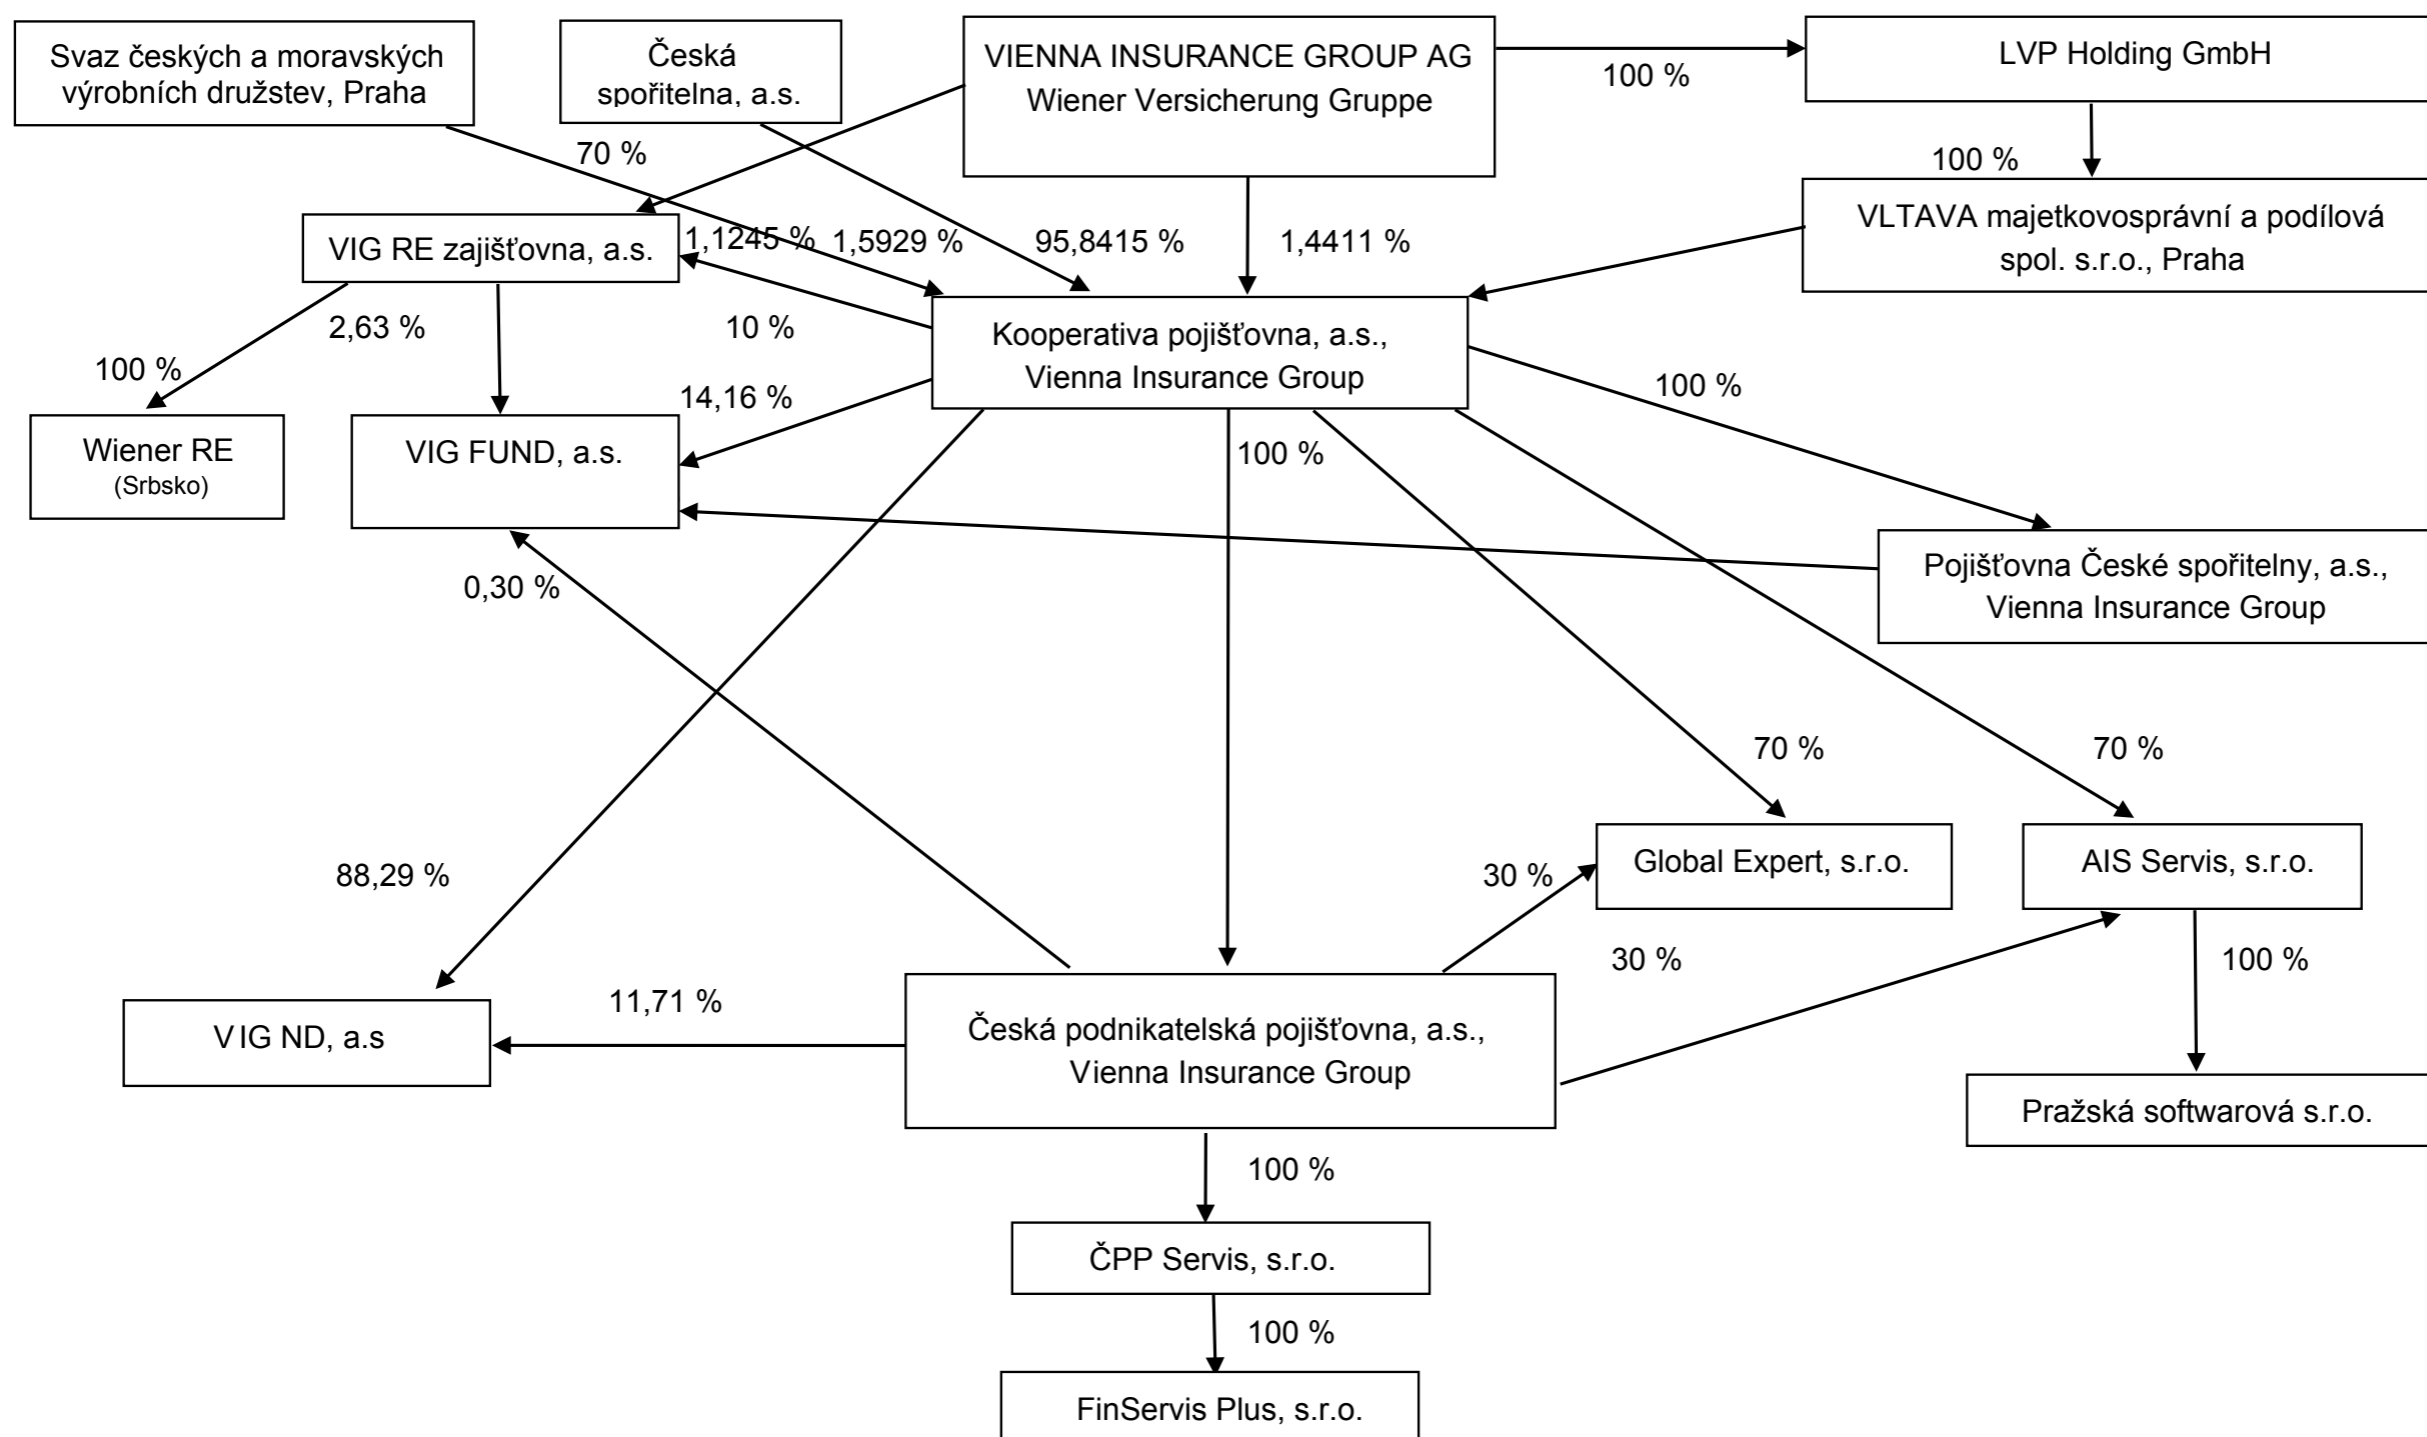 Svaz českých a moravských
výrobních družstev, Praha
Česká
spořitelna, a.s.
VIENNA INSURANCE GROUP AG
Wiener Versicherung Gruppe
100 %
LVP Holding GmbH
70 %
100 %
VIG RE zajišťovna, a.s.
1,1245 %
1,5929 %
95,8415 %
1,4411 %
VLTAVA majetkovosprávní a podílová
spol. s.r.o., Praha
2,63 %
10 %
Kooperativa pojišťovna, a.s.,
Vienna Insurance Group
100 %
14,16 %
100 %
Wiener RE
(Srbsko)
VIG FUND, a.s.
100 %
0,30 %
Pojišťovna České spořitelny, a.s.,
Vienna Insurance Group
70 %
70 %
88,29 %
30 %
Global Expert, s.r.o.
AIS Servis, s.r.o.
30 %
100 %
11,71 %
VIG ND, a.s
Česká podnikatelská pojišťovna, a.s.,
Vienna Insurance Group
Pražská softwarová s.r.o.
100 %
ČPP Servis, s.r.o.
100 %
FinServis Plus, s.r.o.